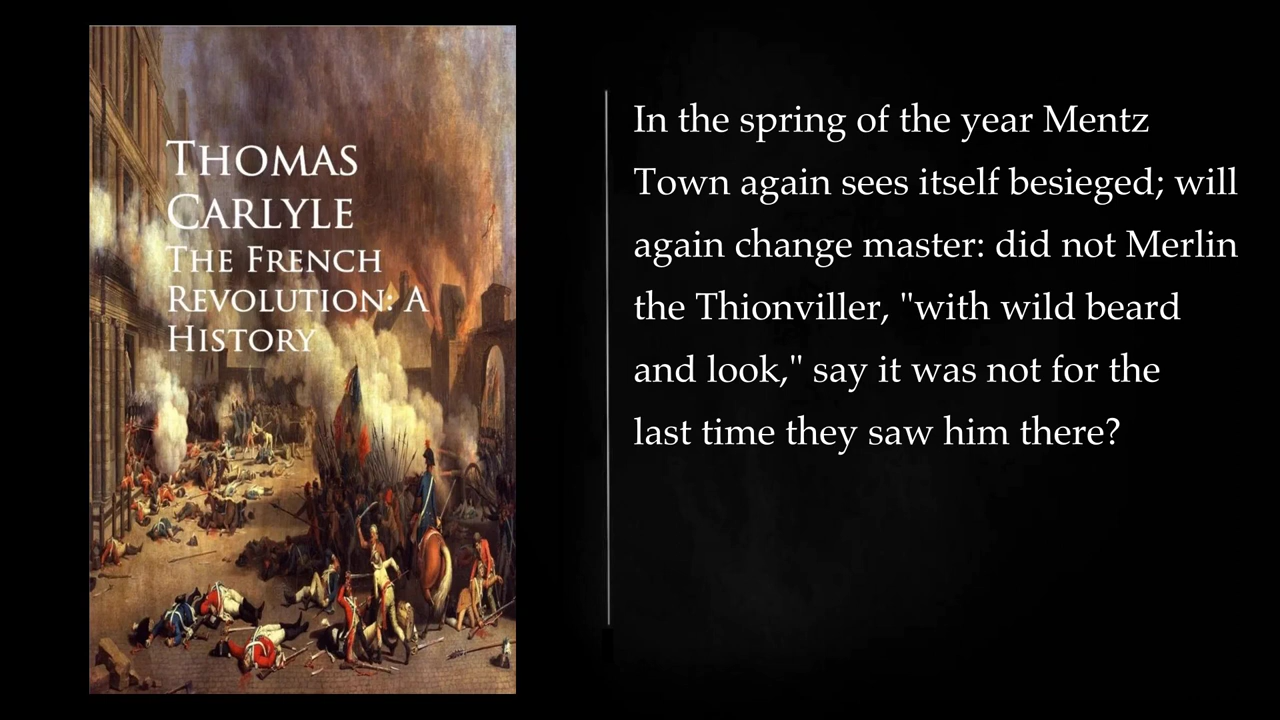 THOMAS
CARLYLE
THE FRENCH
REVOLUTION: A
HISTORY
In the spring of the year Mentz
Town again sees itself besieged; will
again change master: did not Merlin
the Thionviller, "with wild beard
and look," say it was not for the
last time they saw him there?